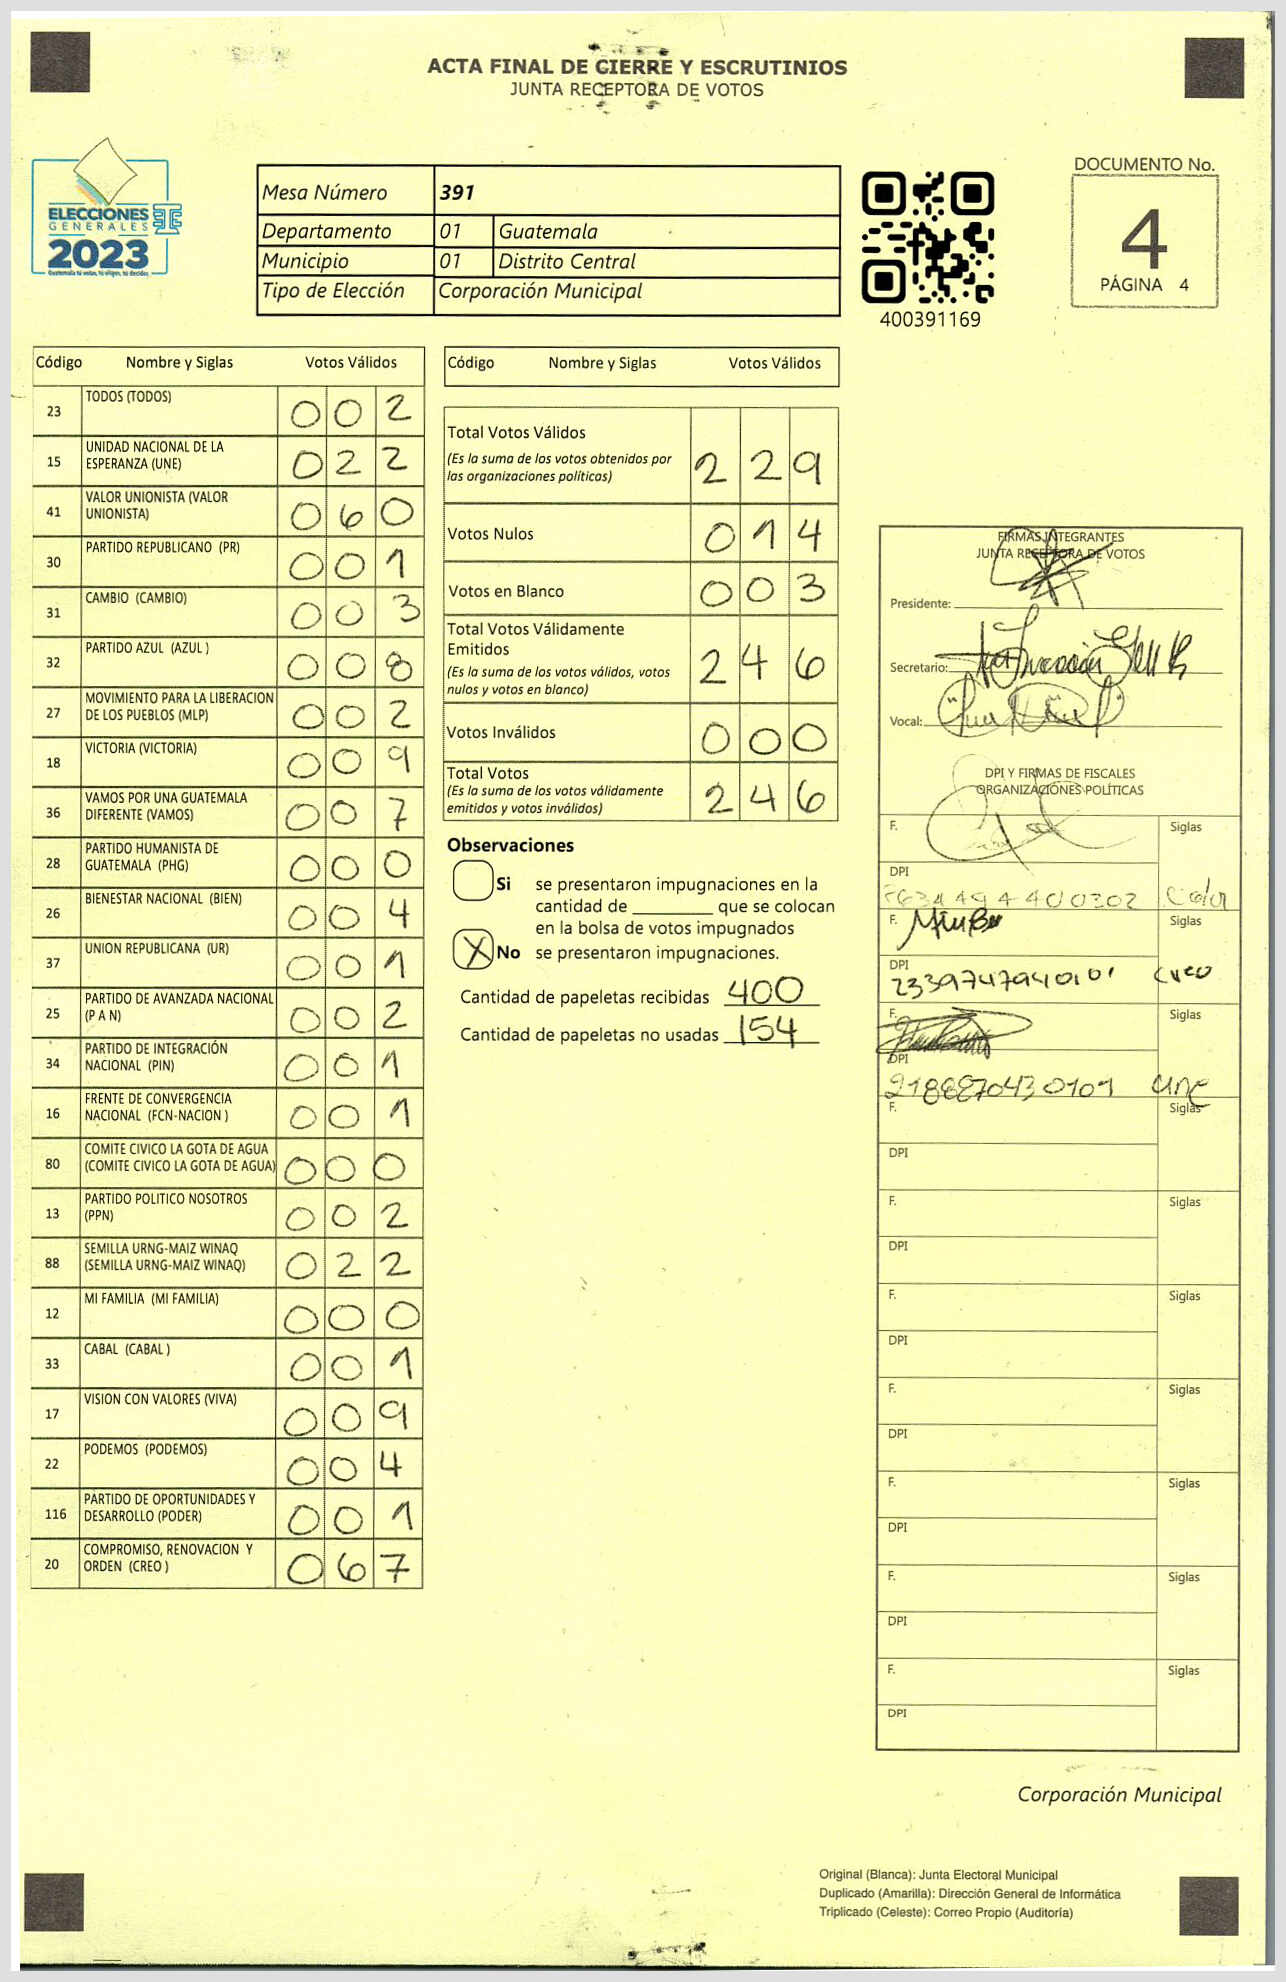 ACTA FINAL DE CIERRE Y ESCRUTINIOS
JUNTA RECEPTORA DE VOTOS
ELECCIONES
GENERALES
2023
Guatemala tú votas, tú eliges, tú decides
Mesa Número 391
Departamento 01 Guatemala
Municipio 01 Distrito Central
Tipo de Elección Corporación Municipal
400391169
DOCUMENTO No.
4
PÁGINA 4
Código Nombre y Siglas Votos Válidos
23 TODOS (TODOS) 0 0 2
15 UNIDAD NACIONAL DE LA
ESPERANZA (UNE) 0 2 2
41 VALOR UNIONISTA (VALOR
UNIONISTA) 0 6 0
30 PARTIDO REPUBLICANO (PR) 0 0 1
31 CAMBIO (CAMBIO) 0 0 3
32 PARTIDO AZUL (AZUL ) 0 0 8
27 MOVIMIENTO PARA LA LIBERACION
DE LOS PUEBLOS (MLP) 0 0 2
18 VICTORIA (VICTORIA) 0 0 9
36 VAMOS POR UNA GUATEMALA
DIFERENTE (VAMOS) 0 0 7
28 PARTIDO HUMANISTA DE
GUATEMALA (PHG) 0 0 0
26 BIENESTAR NACIONAL (BIEN) 0 0 4
37 UNION REPUBLICANA (UR) 0 0 1
25 PARTIDO DE AVANZADA NACIONAL
(P A N) 0 0 2
34 PARTIDO DE INTEGRACIÓN
NACIONAL (PIN) 0 0 1
16 FRENTE DE CONVERGENCIA
NACIONAL (FCN-NACION ) 0 0 1
80 COMITE CIVICO LA GOTA DE AGUA
(COMITE CIVICO LA GOTA DE AGUA) 0 0 0
13 PARTIDO POLITICO NOSOTROS
(PPN) 0 0 2
88 SEMILLA URNG-MAIZ WINAQ
(SEMILLA URNG-MAIZ WINAQ) 0 2 2
12 MI FAMILIA (MI FAMILIA) 0 0 0
33 CABAL (CABAL ) 0 0 1
17 VISION CON VALORES (VIVA) 0 0 9
22 PODEMOS (PODEMOS) 0 0 4
116 PARTIDO DE OPORTUNIDADES Y
DESARROLLO (PODER) 0 0 1
20 COMPROMISO, RENOVACION Y
ORDEN (CREO ) 0 6 7
Código Nombre y Siglas Votos Válidos
Total Votos Válidos
(Es la suma de los votos obtenidos por
las organizaciones políticas) 2 2 9
Votos Nulos 0 1 4
Votos en Blanco 0 0 3
Total Votos Válidamente
Emitidos
(Es la suma de los votos válidos, votos
nulos y votos en blanco) 2 4 6
Votos Inválidos 0 0 0
Total Votos
(Es la suma de los votos válidamente
emitidos y votos inválidos) 2 4 6
Observaciones
Si se presentaron impugnaciones en la
cantidad de ________ que se colocan
en la bolsa de votos impugnados
X No se presentaron impugnaciones.
Cantidad de papeletas recibidas 400
Cantidad de papeletas no usadas 154
FIRMAS INTEGRANTES
JUNTA RECEPTORA DE VOTOS
Presidente:
Secretario:
Vocal:
DPI Y FIRMAS DE FISCALES
ORGANIZACIONES POLÍTICAS
F. Siglas
DPI
F. Siglas
DPI
2339747940101 creo
F. Siglas
DPI
2188870430101 une
F. Siglas
DPI
F. Siglas
DPI
F. Siglas
DPI
F. Siglas
DPI
F. Siglas
DPI
F. Siglas
DPI
F. Siglas
DPI
Corporación Municipal
Original (Blanca): Junta Electoral Municipal
Duplicado (Amarilla): Dirección General de Informática
Triplicado (Celeste): Correo Propio (Auditoría)